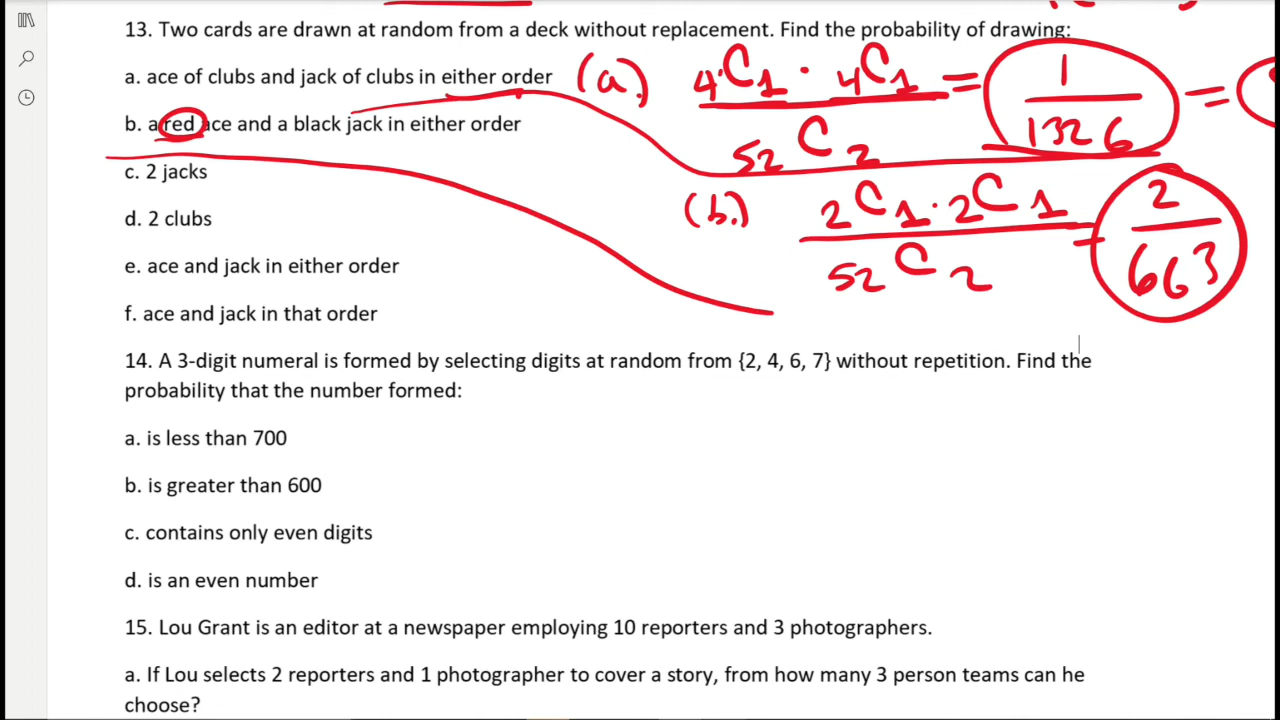 13. Two cards are drawn at random from a deck without replacement. Find the probability of drawing:
a. ace of clubs and jack of clubs in either order
(a.) 4C1 · 4C1 / 52C2 = 1/1326 =
b. a red ace and a black jack in either order
c. 2 jacks
(b.) 2C1 · 2C1 / 52C2 = 2/663
d. 2 clubs
e. ace and jack in either order
f. ace and jack in that order
14. A 3-digit numeral is formed by selecting digits at random from {2, 4, 6, 7} without repetition. Find the
probability that the number formed:
a. is less than 700
b. is greater than 600
c. contains only even digits
d. is an even number
15. Lou Grant is an editor at a newspaper employing 10 reporters and 3 photographers.
a. If Lou selects 2 reporters and 1 photographer to cover a story, from how many 3 person teams can he
choose?